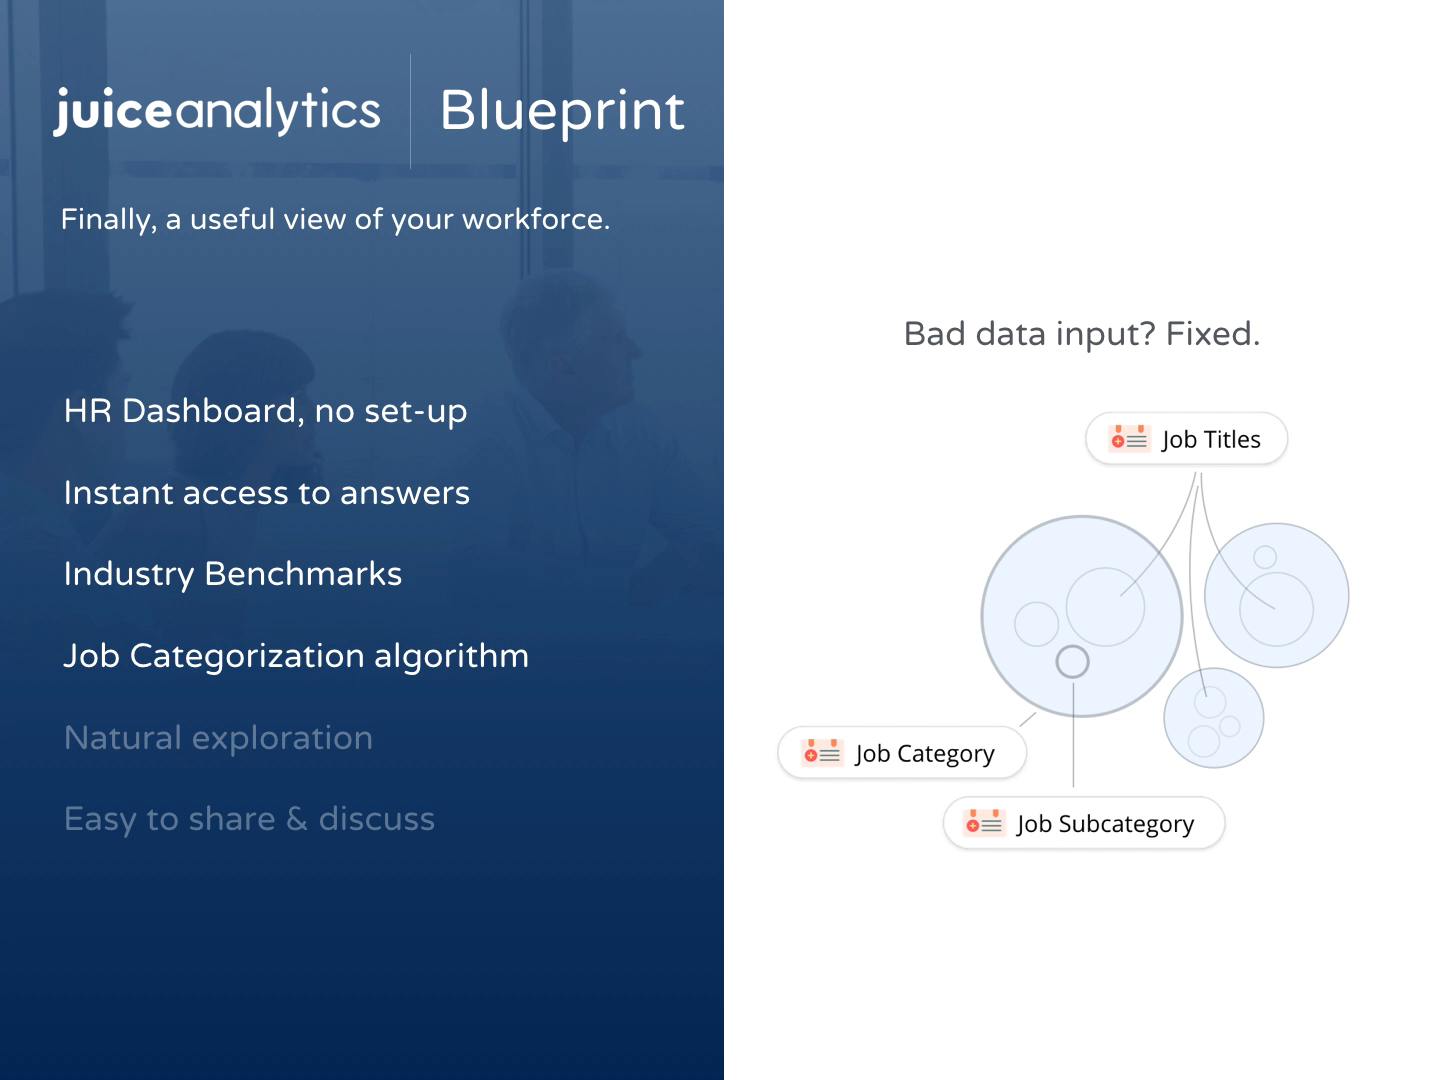 juiceanalytics
Blueprint
Finally, a useful view of your workforce.
HR Dashboard, no set-up
Instant access to answers
Industry Benchmarks
Job Categorization algorithm
Natural exploration
Easy to share & discuss
Bad data input? Fixed.
Job Titles
Job Category
Job Subcategory